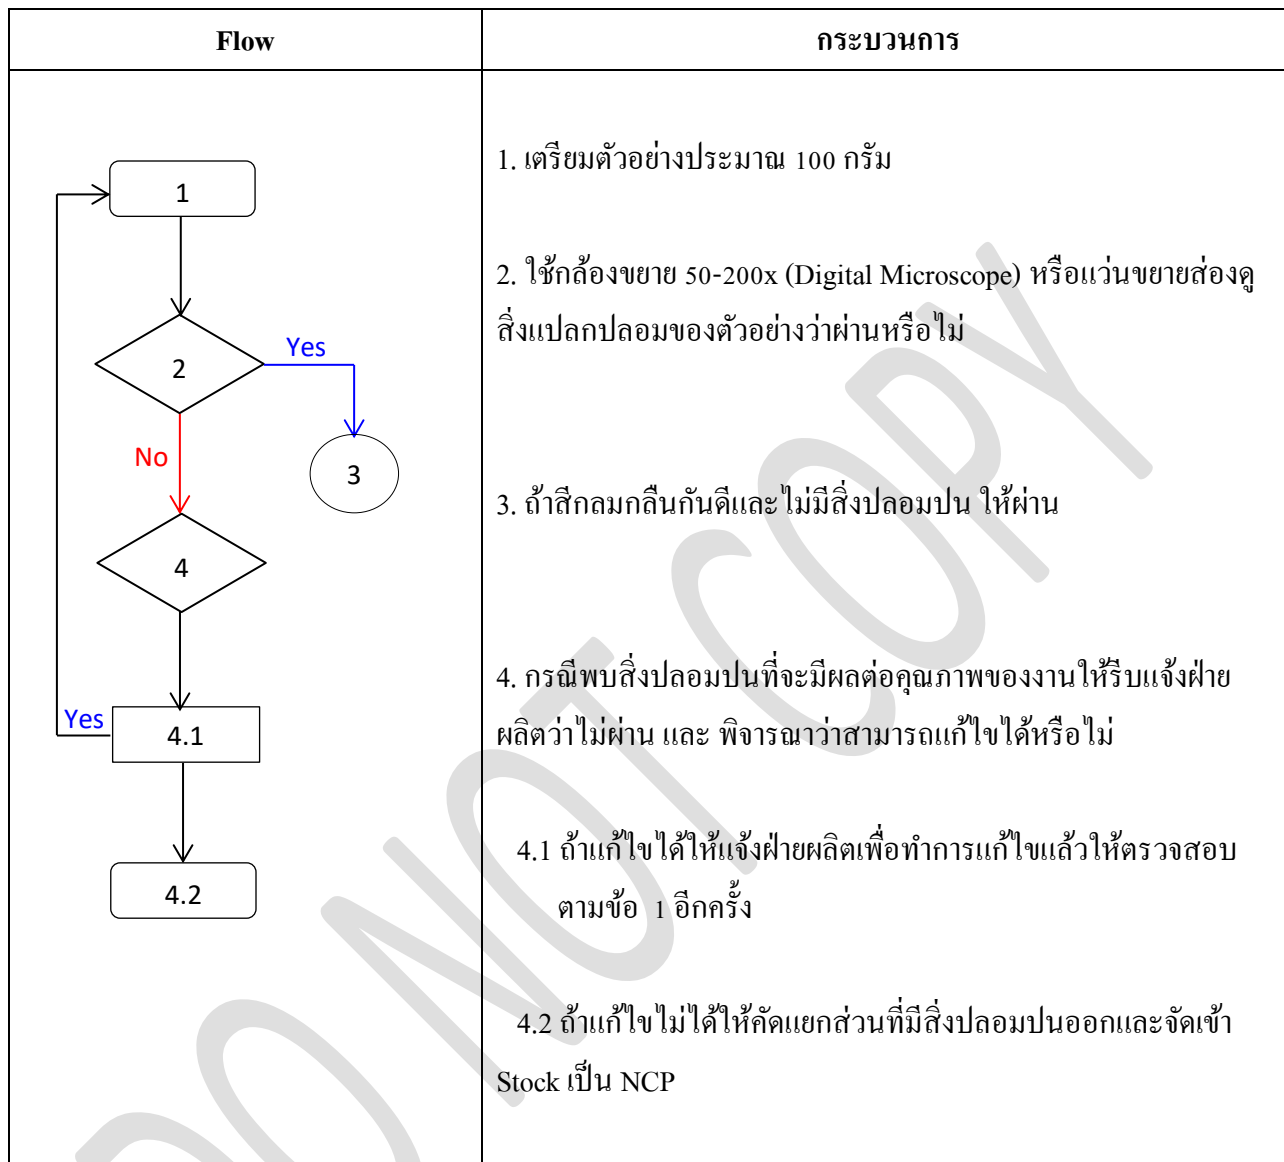 Flow
กระบวนการ
1
2
Yes
No
3
4
Yes
4.1
4.2
1. เตรียมตัวอย่างประมาณ 100 กรัม
2. ใช้กล้องขยาย 50-200x (Digital Microscope) หรือแว่นขยายส่องดู
สิ่งแปลกปลอมของตัวอย่างว่าผ่านหรือไม่
3. ถ้าสีกลมกลืนกันดีและไม่มีสิ่งปลอมปน ให้ผ่าน
4. กรณีพบสิ่งปลอมปนที่จะมีผลต่อคุณภาพของงานให้รีบแจ้งฝ่าย
ผลิตว่าไม่ผ่าน และ พิจารณาว่าสามารถแก้ไขได้หรือไม่
4.1 ถ้าแก้ไขได้ให้แจ้งฝ่ายผลิตเพื่อทำการแก้ไขแล้วให้ตรวจสอบ
ตามข้อ 1 อีกครั้ง
4.2 ถ้าแก้ไขไม่ได้ให้คัดแยกส่วนที่มีสิ่งปลอมปนออกและจัดเข้า
Stock เป็น NCP
DO NOT COPY